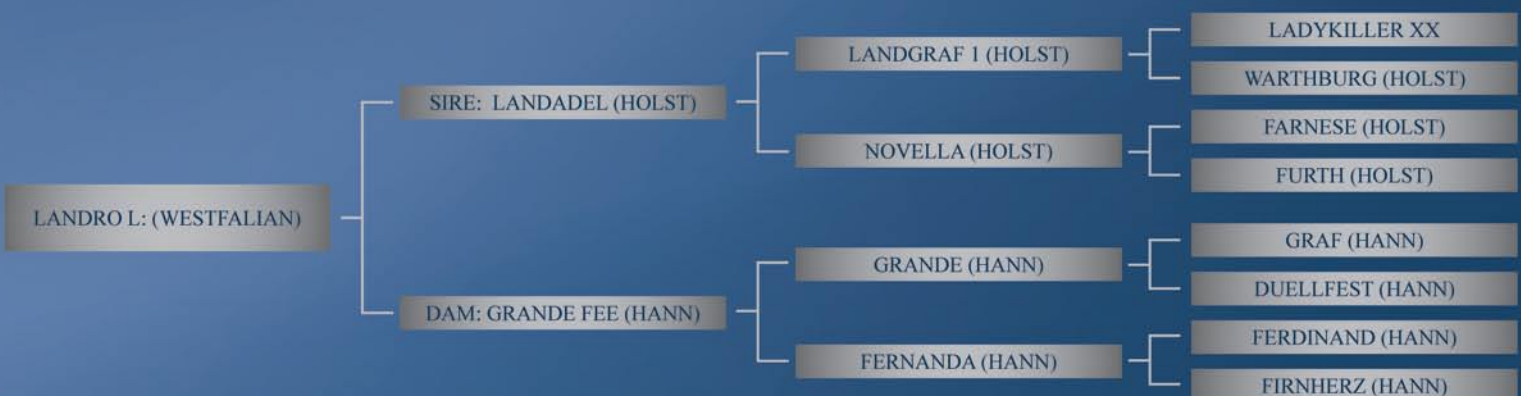 LANDRO L: (WESTFALIAN)
SIRE: LANDADEL (HOLST)
DAM: GRANDE FEE (HANN)
LANDGRAF 1 (HOLST)
NOVELLA (HOLST)
GRANDE (HANN)
FERNANDA (HANN)
LADYKILLER XX
WARTHBURG (HOLST)
FARNESE (HOLST)
FURTH (HOLST)
GRAF (HANN)
DUELLFEST (HANN)
FERDINAND (HANN)
FIRNHERZ (HANN)